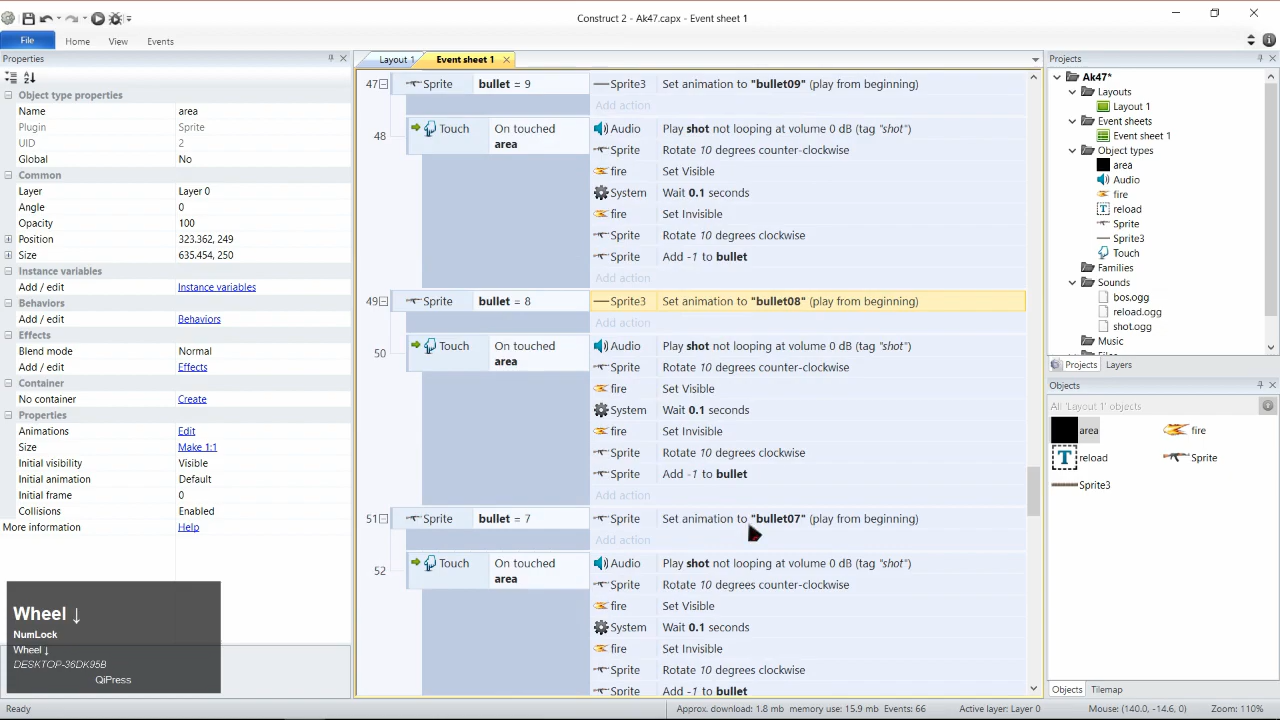 Construct 2 - Ak47.capx - Event sheet 1
File Home View Events
Properties
Object type properties
Name area
Plugin Sprite
UID 2
Global No
Common
Layer Layer 0
Angle 0
Opacity 100
Position 323.362, 249
Size 635.454, 250
Instance variables
Add / edit Instance variables
Behaviors
Add / edit Behaviors
Effects
Blend mode Normal
Add / edit Effects
Container
No container Create
Properties
Animations Edit
Size Make 1:1
Initial visibility Visible
Initial animation Default
Initial frame 0
Collisions Enabled
More information Help
Wheel ↓
NumLock
Wheel ↓
DESKTOP-36DK95B
QiPress
Layout 1 Event sheet 1
47 Sprite bullet = 9 Sprite3 Set animation to "bullet09" (play from beginning)
Add action
48 Touch On touched area Audio Play shot not looping at volume 0 dB (tag "shot")
Sprite Rotate 10 degrees counter-clockwise
fire Set Visible
System Wait 0.1 seconds
fire Set Invisible
Sprite Rotate 10 degrees clockwise
Sprite Add -1 to bullet
Add action
49 Sprite bullet = 8 Sprite3 Set animation to "bullet08" (play from beginning)
Add action
50 Touch On touched area Audio Play shot not looping at volume 0 dB (tag "shot")
Sprite Rotate 10 degrees counter-clockwise
fire Set Visible
System Wait 0.1 seconds
fire Set Invisible
Sprite Rotate 10 degrees clockwise
Sprite Add -1 to bullet
Add action
51 Sprite bullet = 7 Sprite Set animation to "bullet07" (play from beginning)
Add action
52 Touch On touched area Audio Play shot not looping at volume 0 dB (tag "shot")
Sprite Rotate 10 degrees counter-clockwise
fire Set Visible
System Wait 0.1 seconds
fire Set Invisible
Sprite Rotate 10 degrees clockwise
Sprite Add -1 to bullet
Projects
Ak47*
Layouts
Layout 1
Event sheets
Event sheet 1
Object types
area
Audio
fire
reload
Sprite
Sprite3
Touch
Families
Sounds
bos.ogg
reload.ogg
shot.ogg
Music
Files
Projects Layers
Objects
All 'Layout 1' objects
area fire
reload Sprite
Sprite3
Objects Tilemap
Ready Approx. download: 1.8 mb memory use: 15.9 mb Events: 66 Active layer: Layer 0 Mouse: (140.0, -14.6, 0) Zoom: 110%